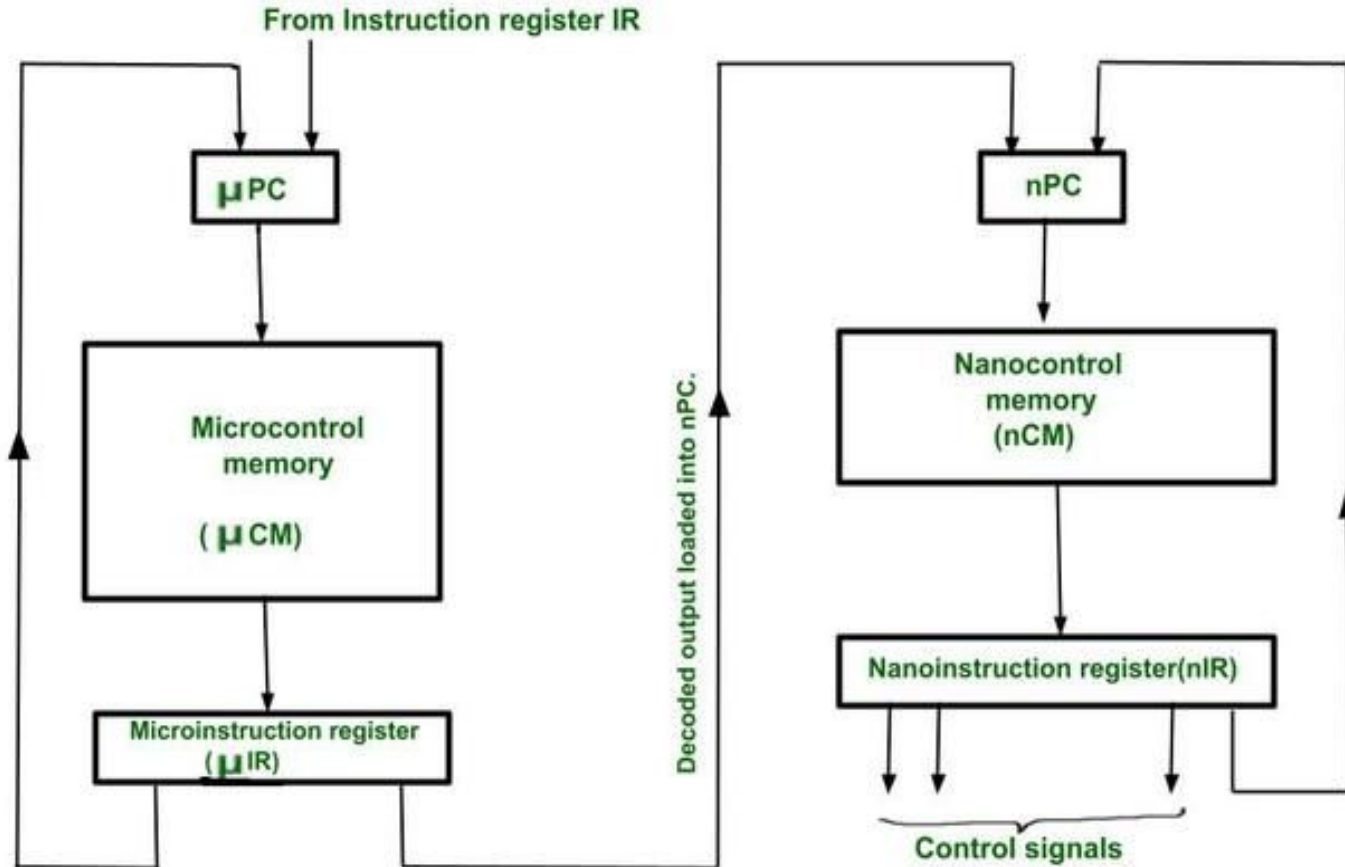 From Instruction register IR
µPC
Microcontrol
memory
( µCM)
Microinstruction register
(µIR)
Decoded output loaded into nPC.
nPC
Nanocontrol
memory
(nCM)
Nanoinstruction register(nIR)
Control signals